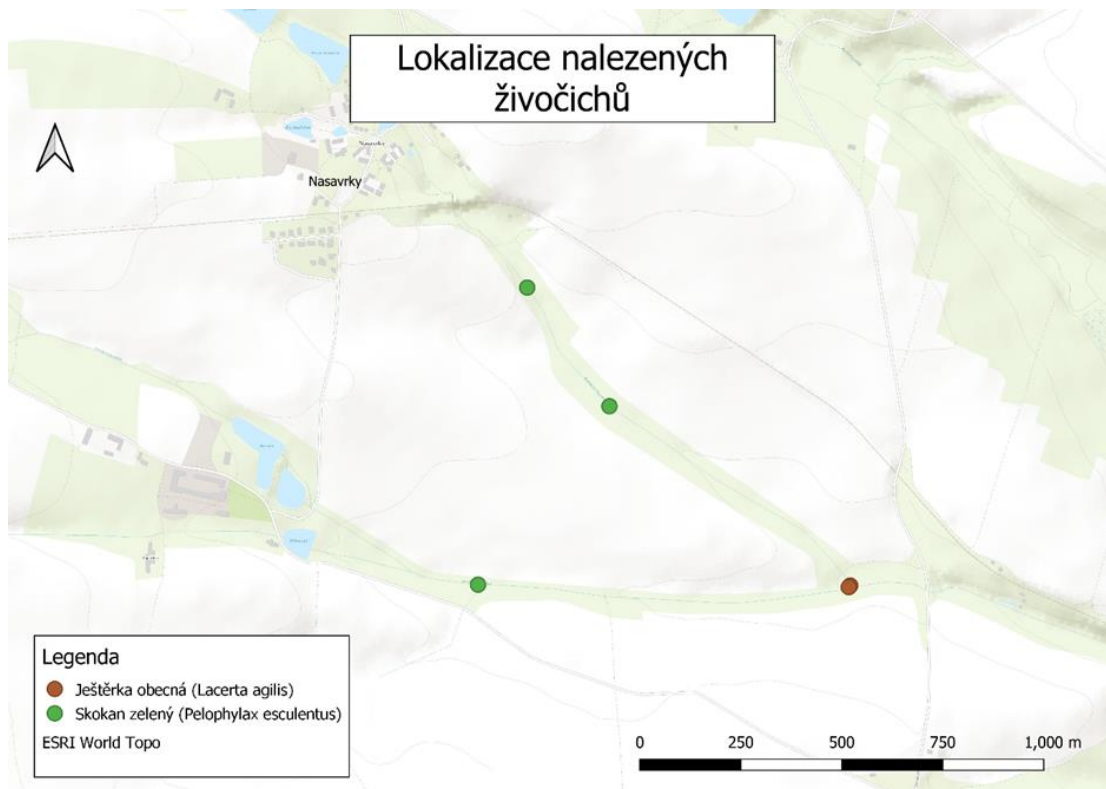 Lokalizace nalezených
živočichů
Nasavrky
Nasavrky
Legenda
Ještěrka obecná (Lacerta agilis)
Skokan zelený (Pelophylax esculentus)
ESRI World Topo
0 250 500 750 1,000 m